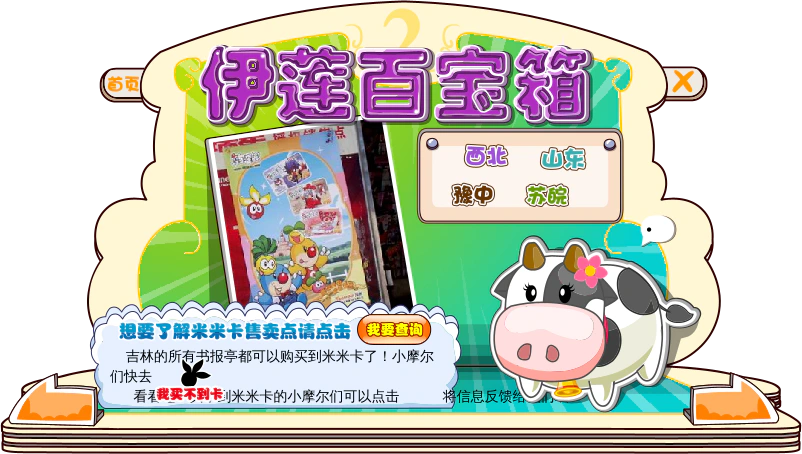 伊莲百宝箱
首页
X
西北
山东
豫中
苏皖
想要了解米米卡售卖点请点击
我要查询
吉林的所有书报亭都可以购买到米米卡了！小摩尔
们快去
我买不到卡
看看 到米米卡的小摩尔们可以点击 将信息反馈给